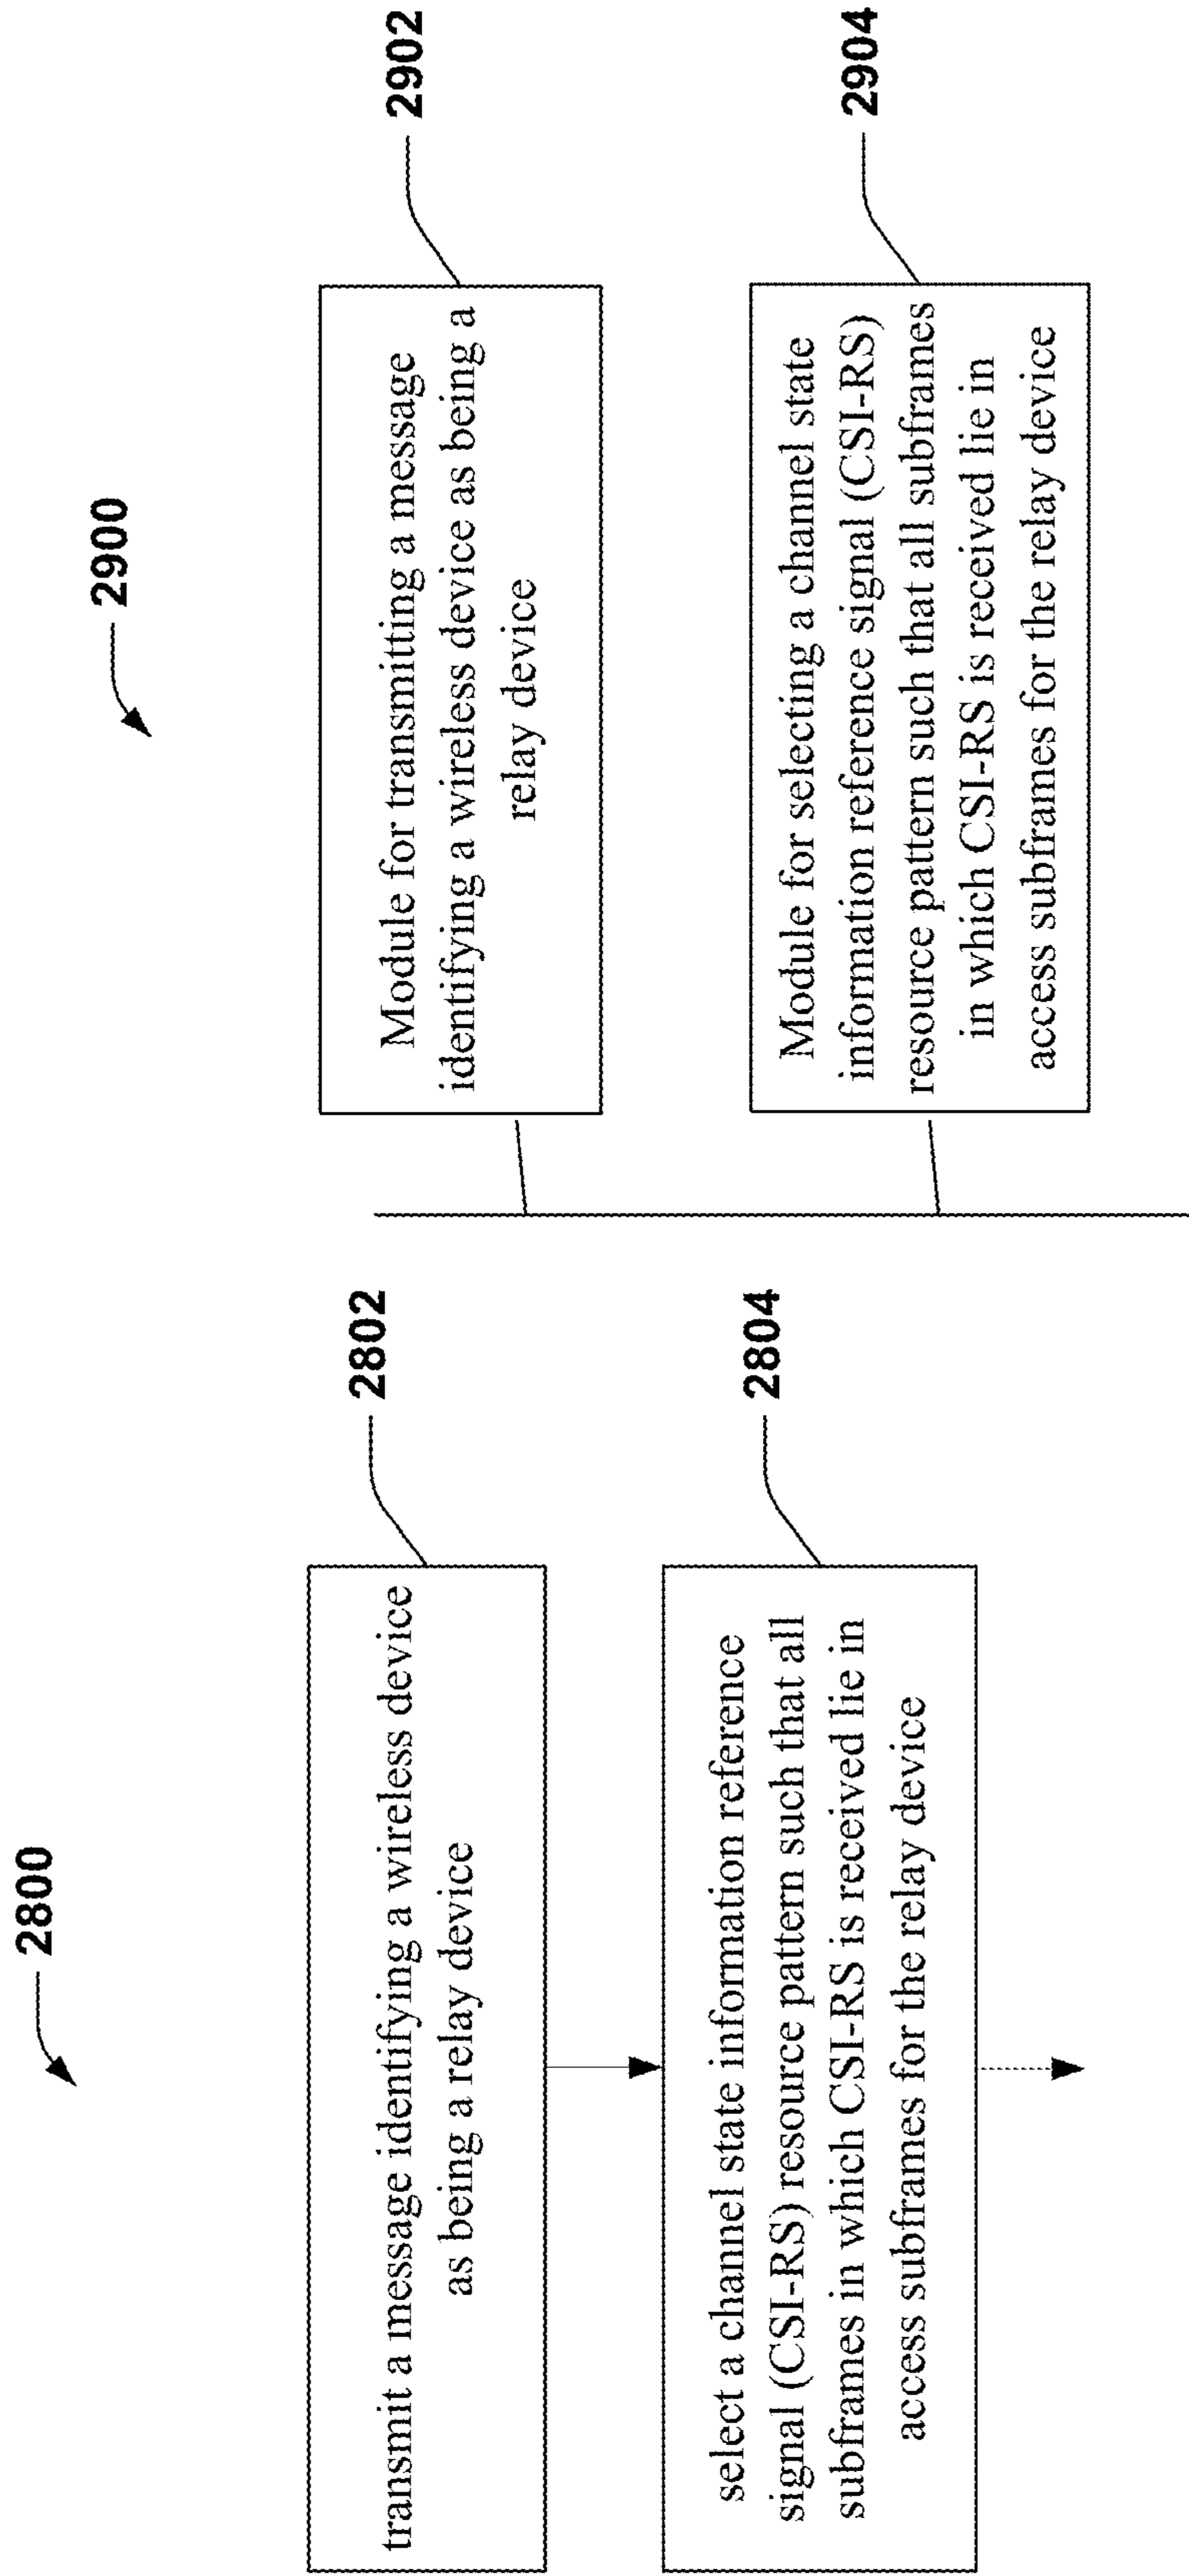 2800
transmit a message identifying a wireless device
as being a relay device
2802
select a channel state information reference
signal (CSI-RS) resource pattern such that all
subframes in which CSI-RS is received lie in
access subframes for the relay device
2804
2900
Module for transmitting a message
identifying a wireless device as being a
relay device
2902
Module for selecting a channel state
information reference signal (CSI-RS)
resource pattern such that all subframes
in which CSI-RS is received lie in
access subframes for the relay device
2904